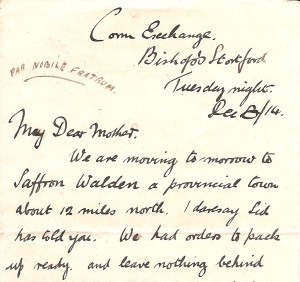 Corn Exchange.
Bishop's Stortford
PAR NOBILE FRATRUM.
Tuesday night.
Dec 8/14.
My Dear Mother.
We are moving to morrow to
Saffron Walden a provincial town
about 12 miles north. I daresay Sid
has told you. We had orders to pack
up ready. and leave nothing behind